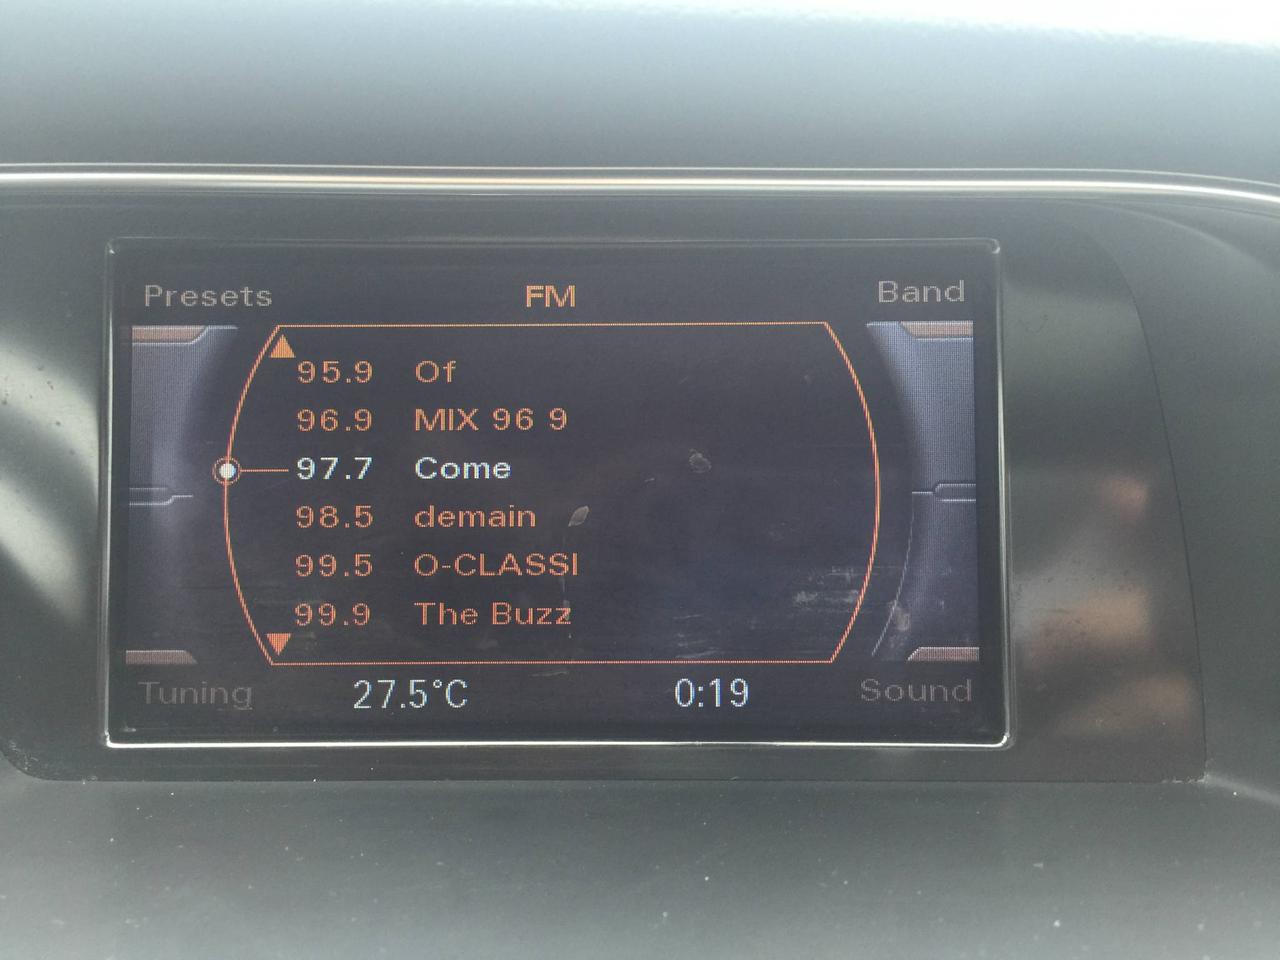 Presets FM Band
95.9 Of
96.9 MIX 96 9
97.7 Come
98.5 demain
99.5 O-CLASSI
99.9 The Buzz
Tuning 27.5°C 0:19 Sound